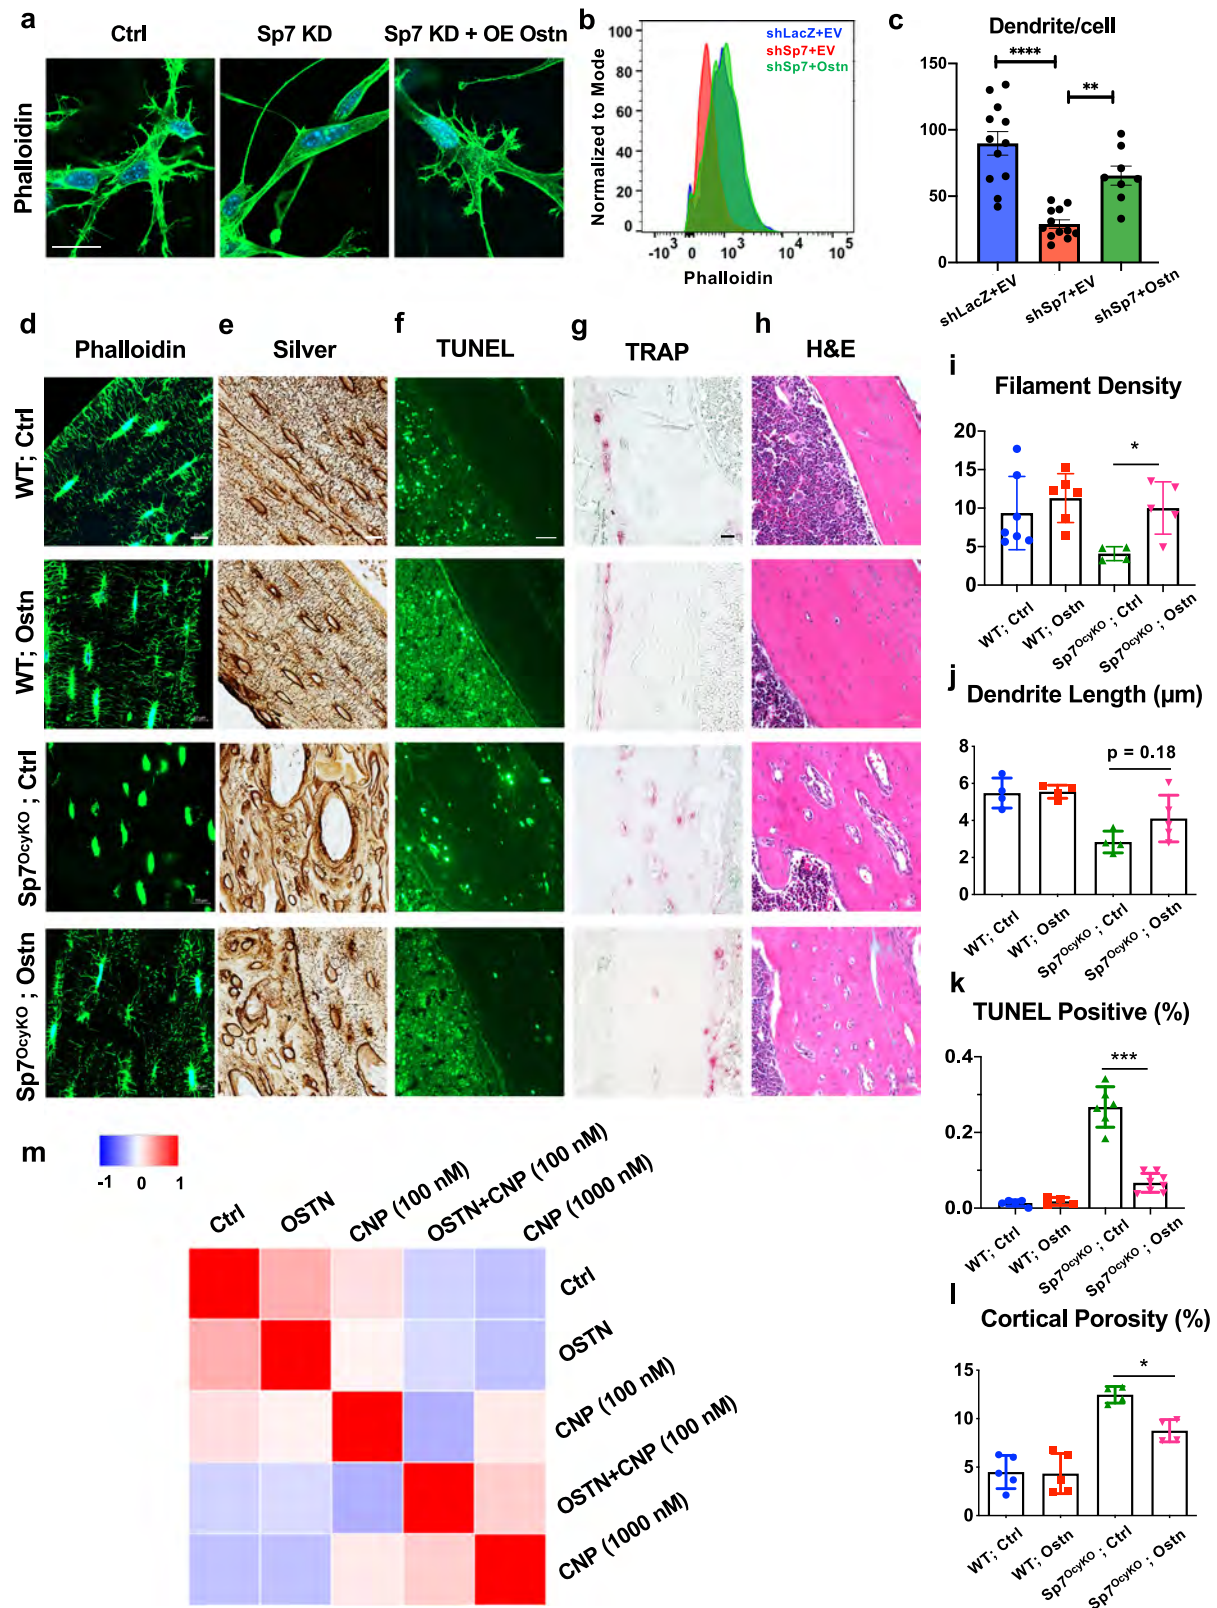 a
Ctrl
Sp7 KD
Sp7 KD + OE Ostn
Phalloidin
b
Normalized to Mode
100
80
60
40
20
0
shLacZ+EV
shSp7+EV
shSp7+Ostn
-10³ 0 10³ 10⁴ 10⁵
Phalloidin
c
Dendrite/cell
****
**
150
100
50
0
shLacZ+EV
shSp7+EV
shSp7+Ostn
d
e
f
g
h
Phalloidin
Silver
TUNEL
TRAP
H&E
WT; Ctrl
WT; Ostn
Sp7ᴼᶜʸᴷᴼ; Ctrl
Sp7ᴼᶜʸᴷᴼ; Ostn
i
Filament Density
20
15
10
5
0
*
WT; Ctrl
WT; Ostn
Sp7ᴼᶜʸᴷᴼ; Ctrl
Sp7ᴼᶜʸᴷᴼ; Ostn
j
Dendrite Length (µm)
8
6
4
2
0
p = 0.18
WT; Ctrl
WT; Ostn
Sp7ᴼᶜʸᴷᴼ; Ctrl
Sp7ᴼᶜʸᴷᴼ; Ostn
k
TUNEL Positive (%)
0.4
0.2
0.0
***
WT; Ctrl
WT; Ostn
Sp7ᴼᶜʸᴷᴼ; Ctrl
Sp7ᴼᶜʸᴷᴼ; Ostn
l
Cortical Porosity (%)
15
10
5
0
*
WT; Ctrl
WT; Ostn
Sp7ᴼᶜʸᴷᴼ; Ctrl
Sp7ᴼᶜʸᴷᴼ; Ostn
m
-1 0 1
Ctrl
OSTN
CNP (100 nM)
OSTN+CNP (100 nM)
CNP (1000 nM)
Ctrl
OSTN
CNP (100 nM)
OSTN+CNP (100 nM)
CNP (1000 nM)